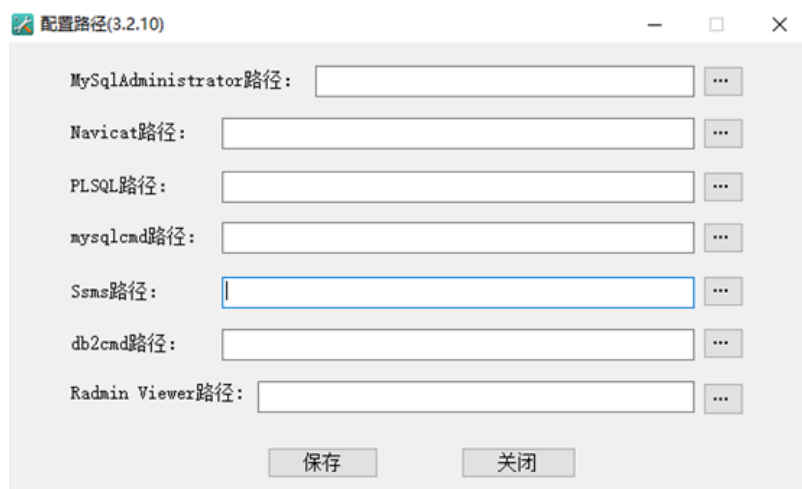 配置路径(3.2.10)
MySqlAdministrator路径：
Navicat路径：
PLSQL路径：
mysqlcmd路径：
Ssms路径：
db2cmd路径：
Radmin Viewer路径：
保存 关闭